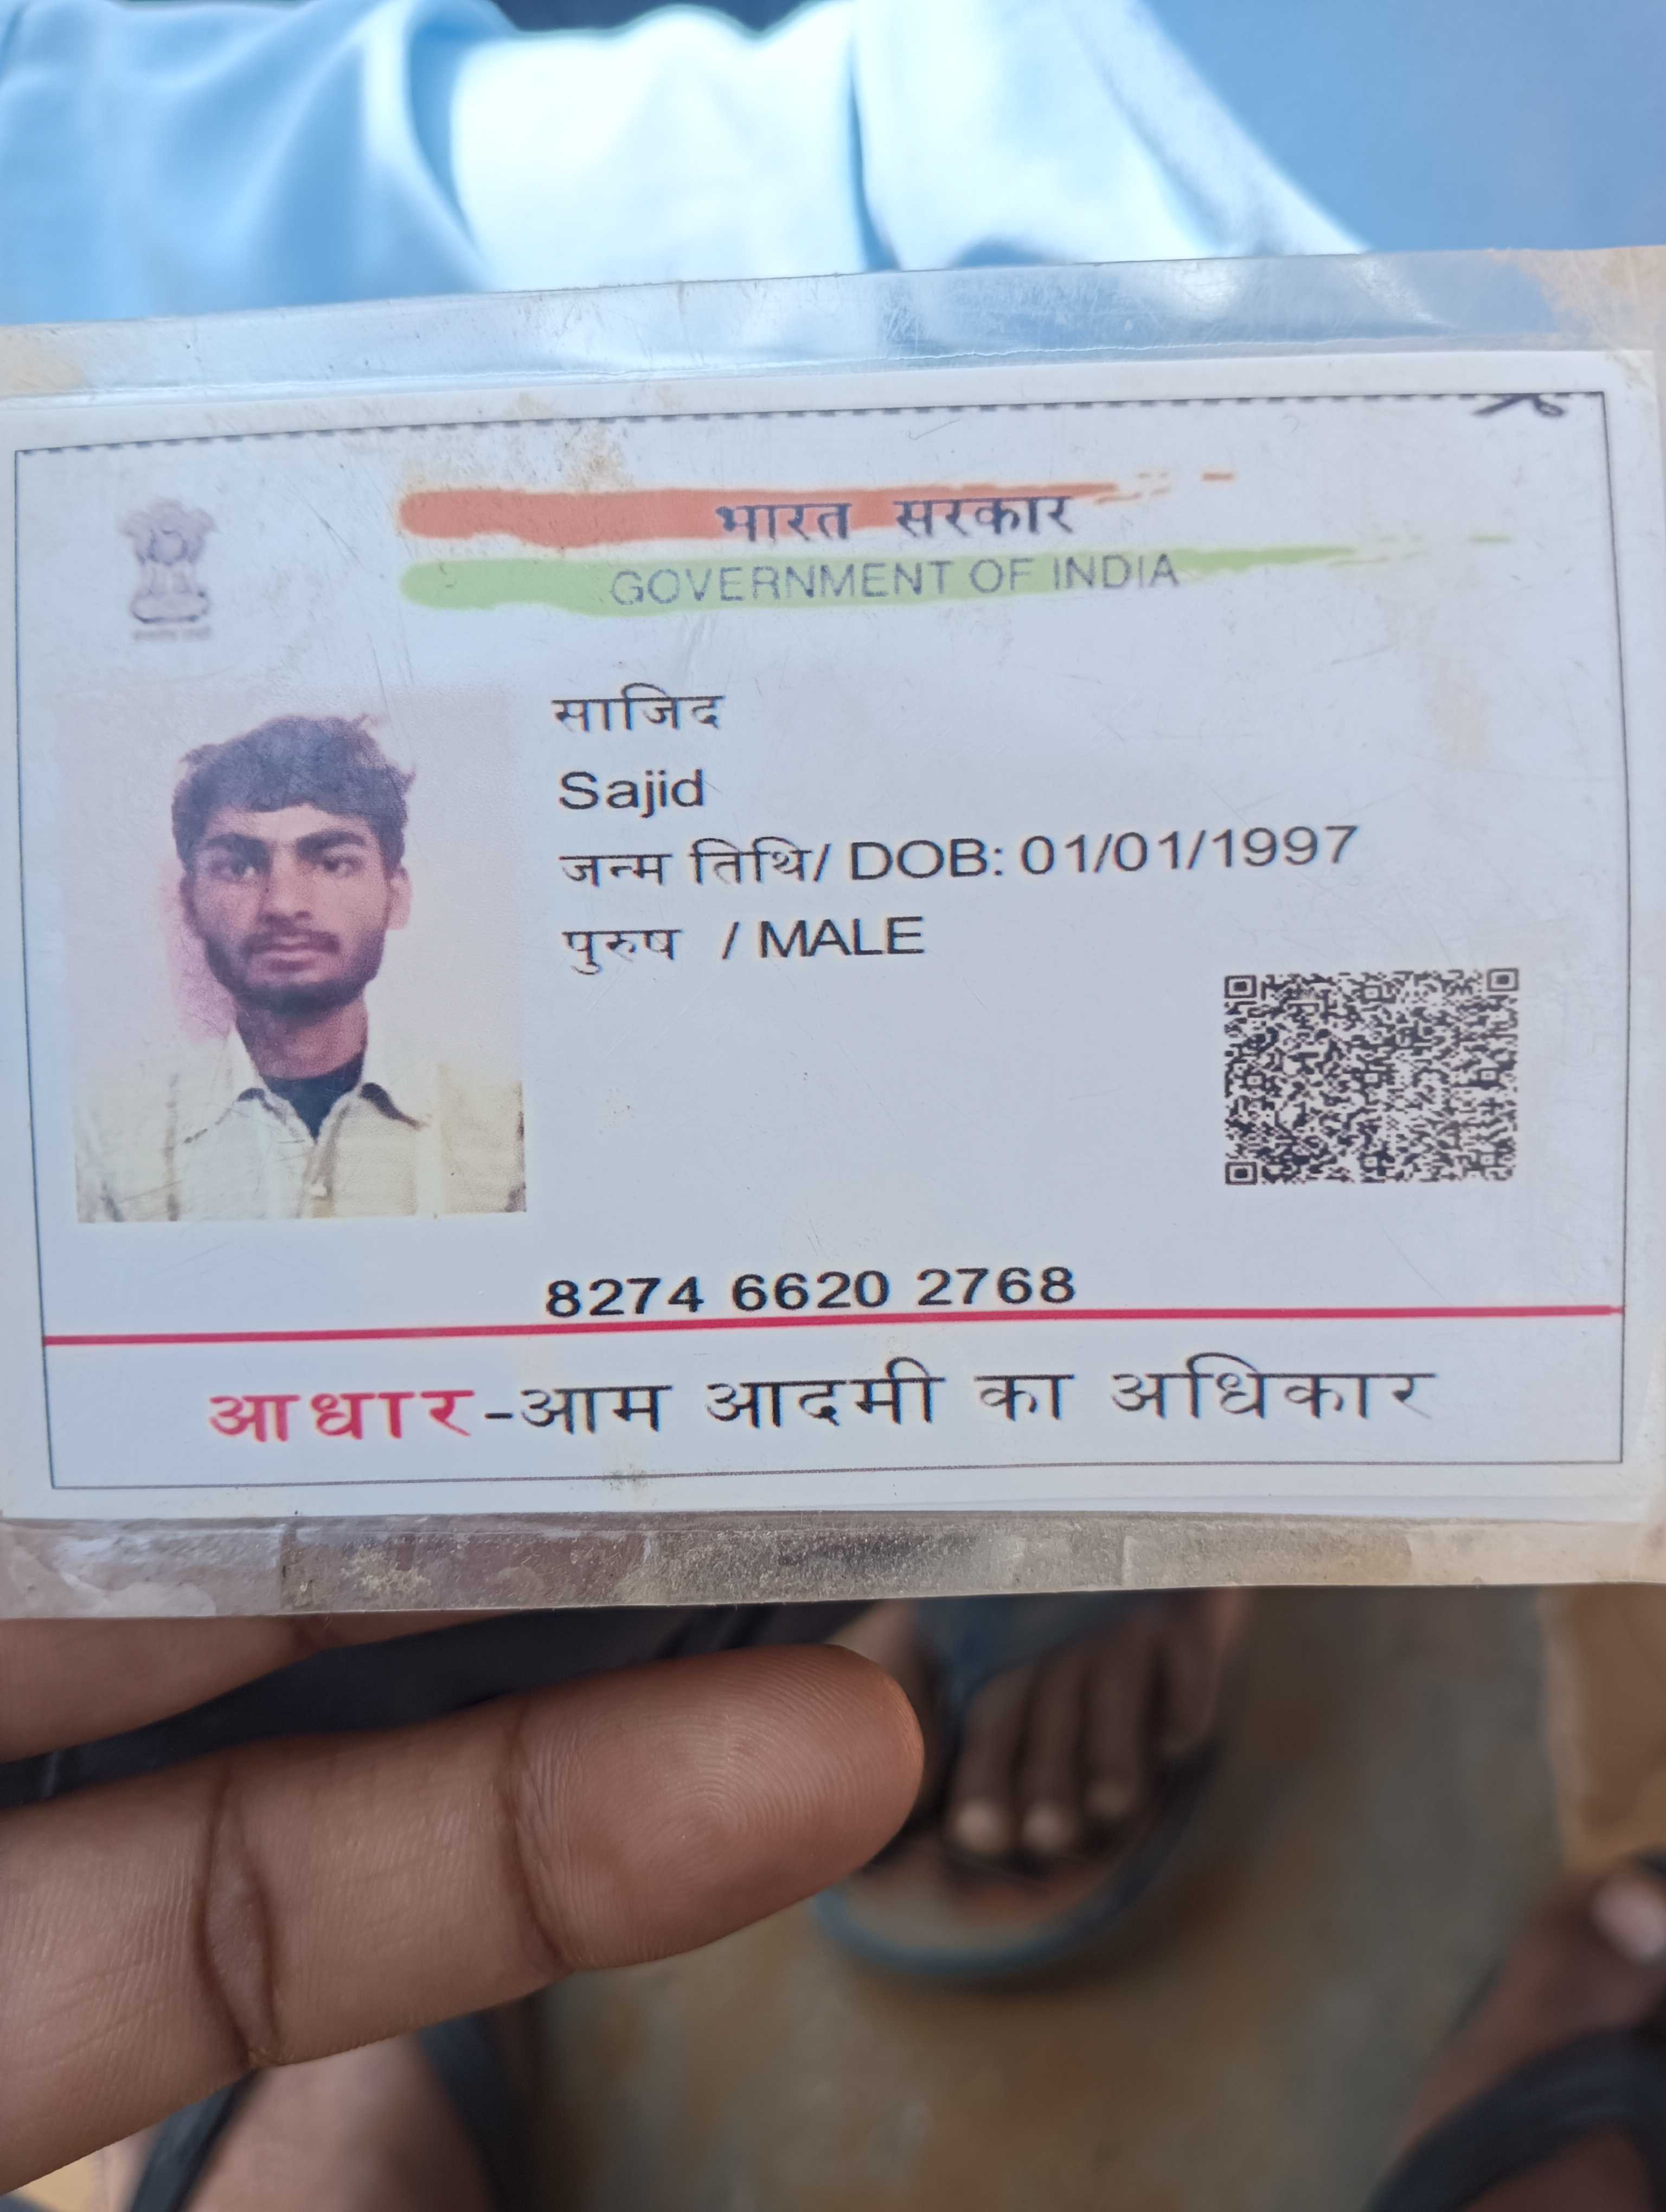 भारत सरकार
GOVERNMENT OF INDIA
साजिद
Sajid
जन्म तिथि/ DOB: 01/01/1997
पुरुष / MALE
8274 6620 2768
आधार-आम आदमी का अधिकार